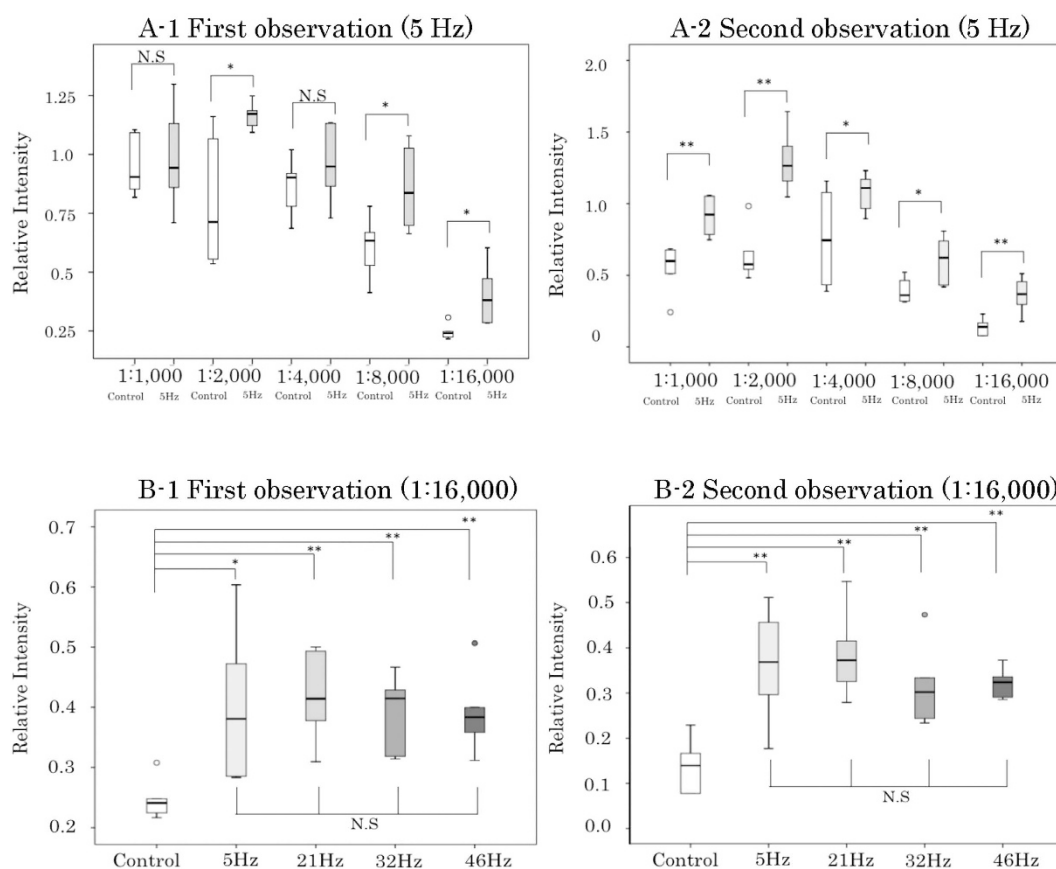 A-1 First observation (5 Hz)
N.S
*
N.S
*
*
1.25
1.0
0.75
0.5
0.25
Relative Intensity
1:1,000 1:2,000 1:4,000 1:8,000 1:16,000
Control 5Hz Control 5Hz Control 5Hz Control 5Hz Control 5Hz
A-2 Second observation (5 Hz)
**
**
*
*
**
2.0
1.5
1.0
0.5
0
Relative Intensity
1:1,000 1:2,000 1:4,000 1:8,000 1:16,000
Control 5Hz Control 5Hz Control 5Hz Control 5Hz Control 5Hz
B-1 First observation (1:16,000)
**
**
**
*
0.7
0.6
0.5
0.4
0.3
0.2
Relative Intensity
N.S
Control 5Hz 21Hz 32Hz 46Hz
B-2 Second observation (1:16,000)
**
**
**
**
0.6
0.5
0.4
0.3
0.2
0.1
0.0
Relative Intensity
N.S
Control 5Hz 21Hz 32Hz 46Hz